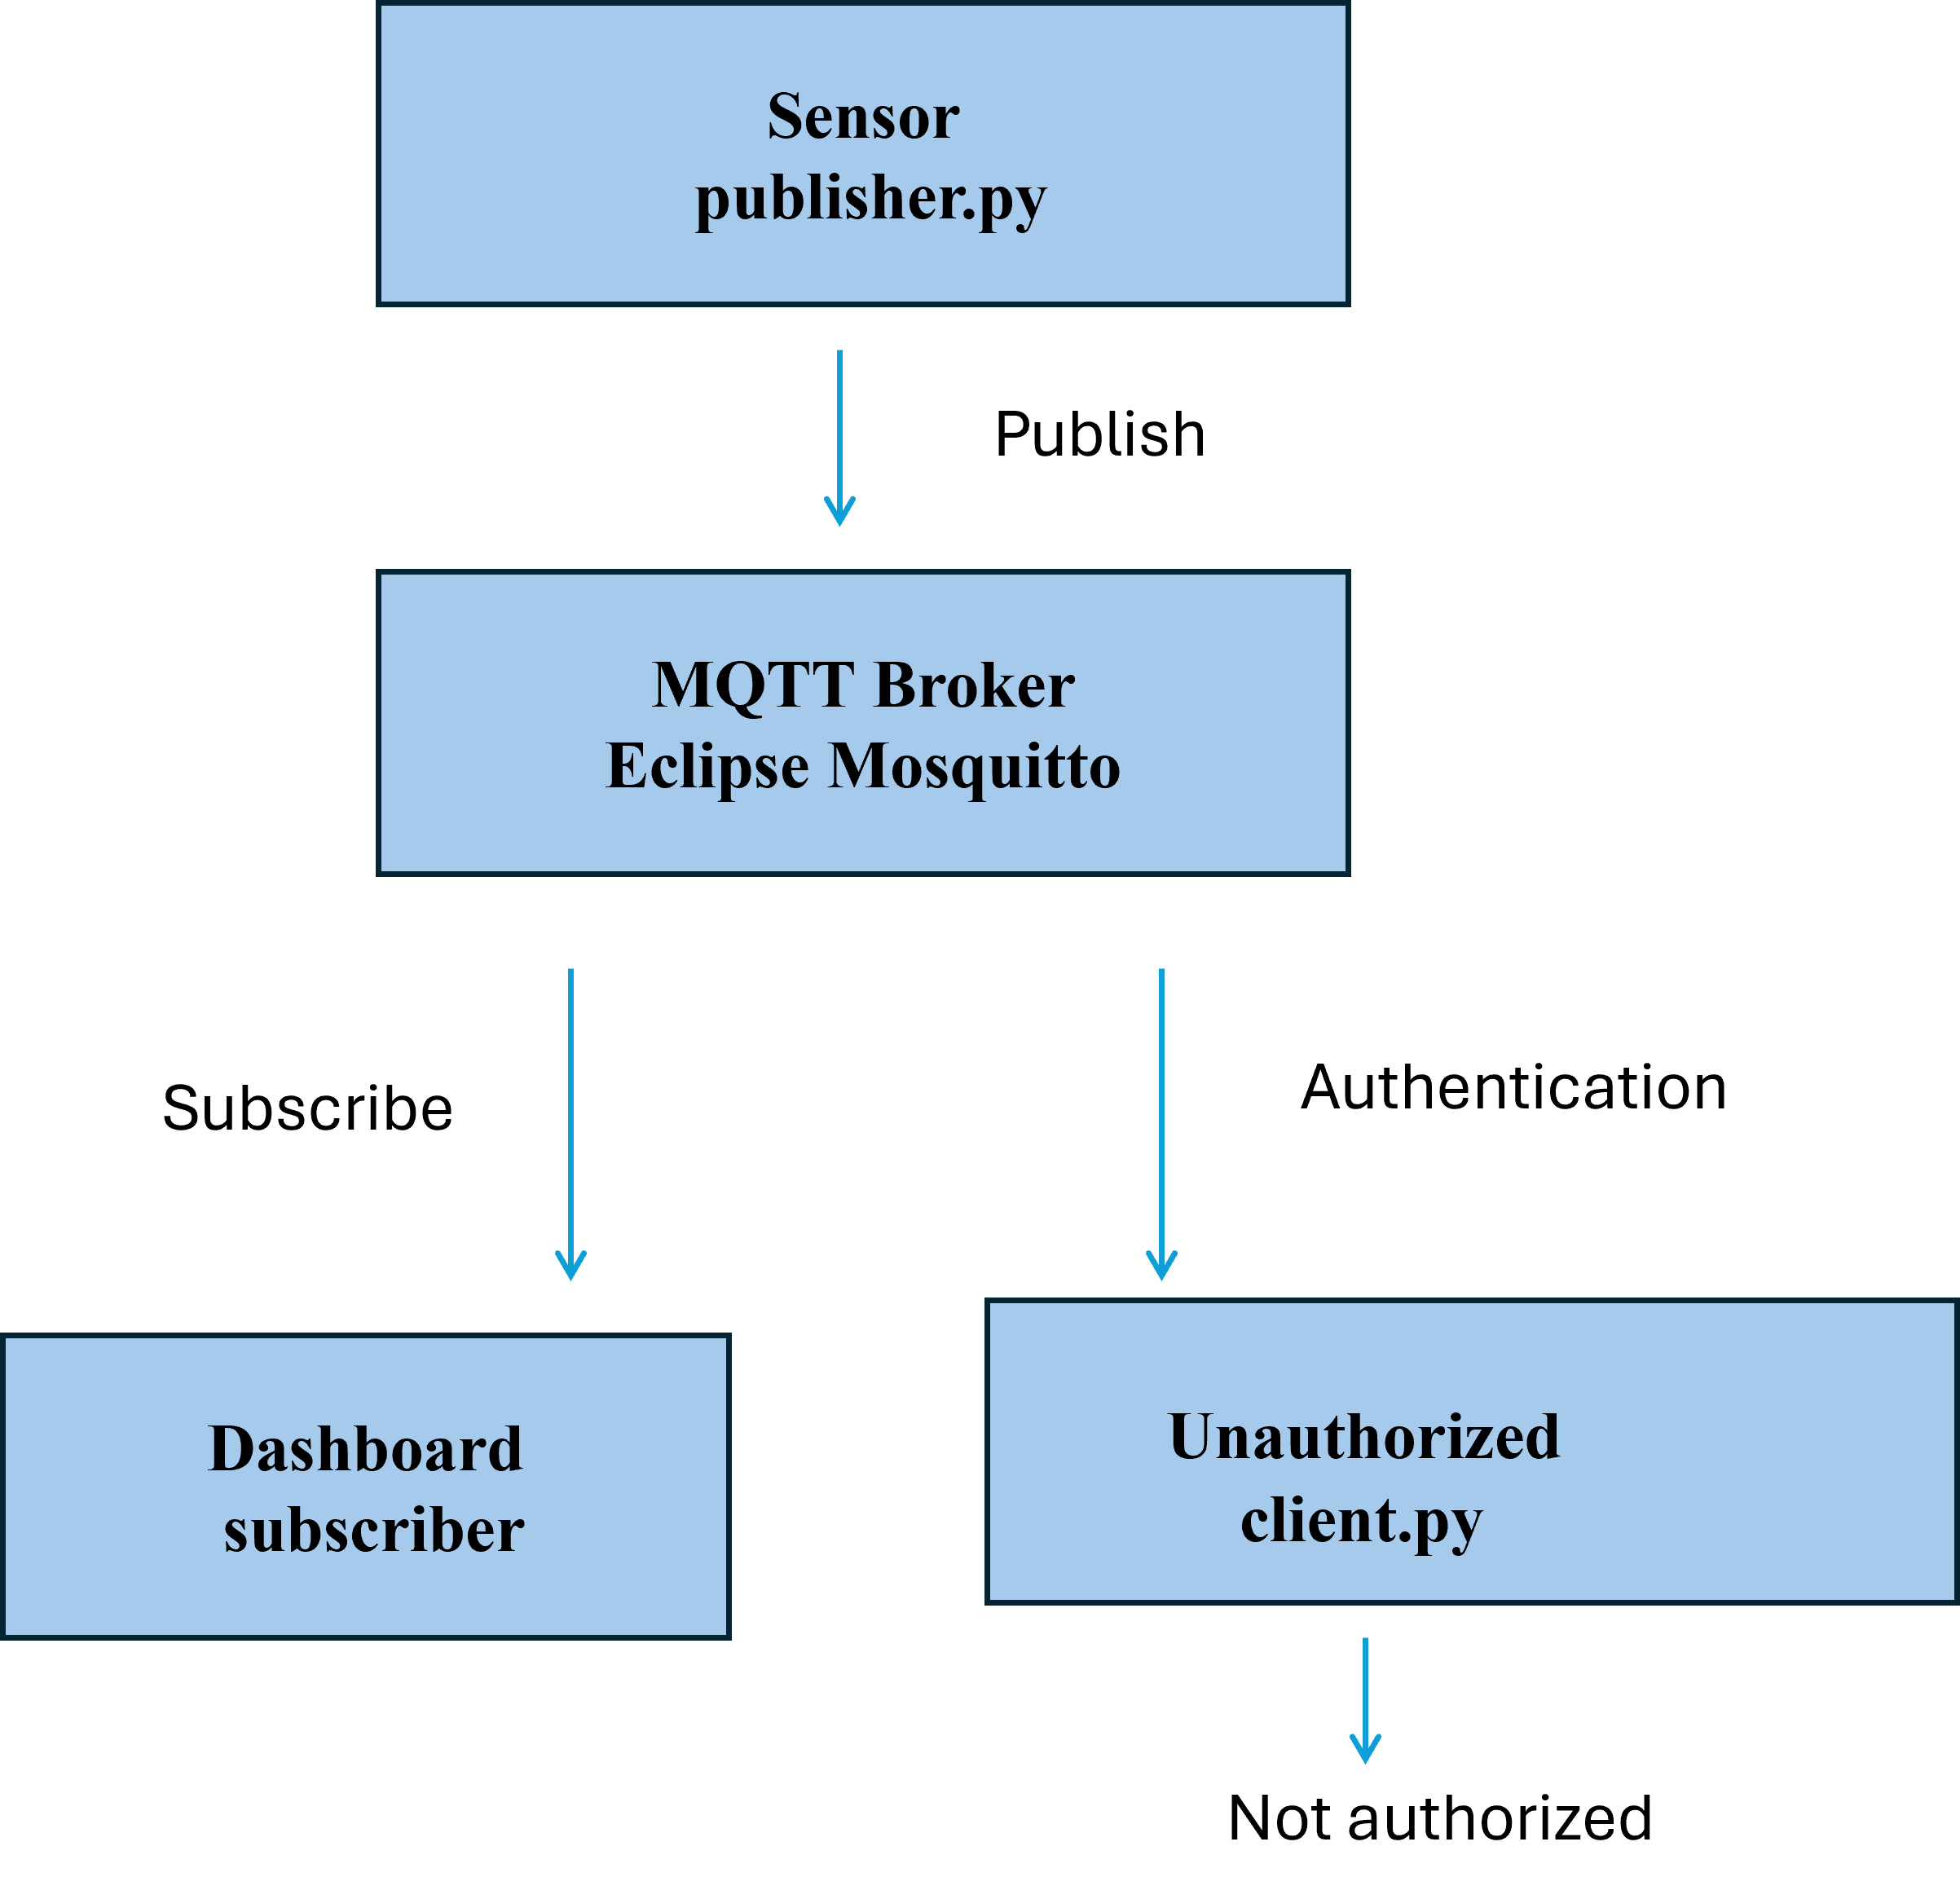 Sensor
publisher.py
Publish
MQTT Broker
Eclipse Mosquitto
Subscribe
Authentication
Dashboard
subscriber
Unauthorized
client.py
Not authorized